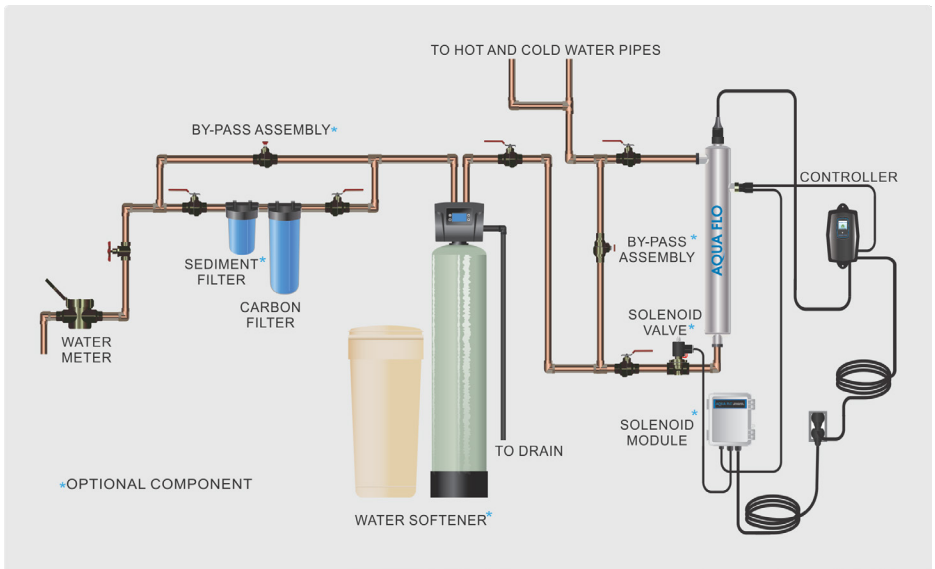 TO HOT AND COLD WATER PIPES
BY-PASS ASSEMBLY*
CONTROLLER
AQUA FLO
BY-PASS *
ASSEMBLY
SEDIMENT*
FILTER
CARBON
FILTER
SOLENOID
VALVE*
WATER
METER
SOLENOID*
MODULE
TO DRAIN
*OPTIONAL COMPONENT
WATER SOFTENER*